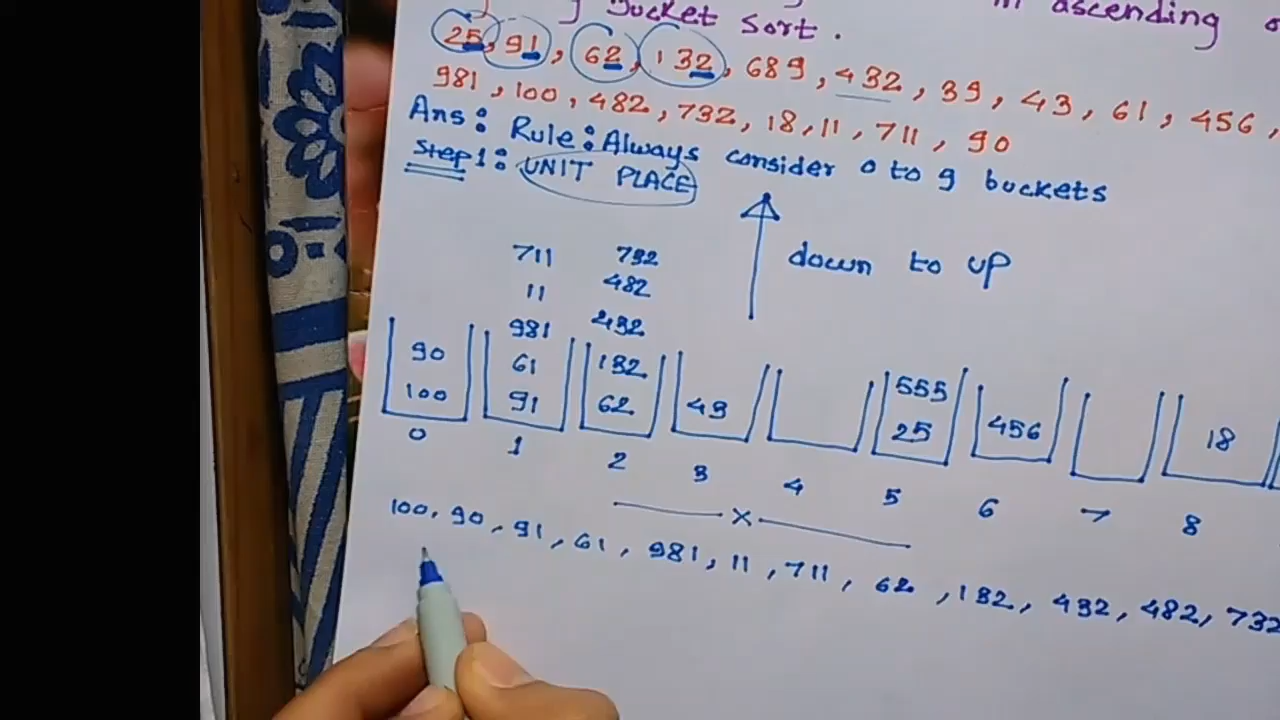 Bucket sort. in ascending
25, 91, 62, 132, 689, 432, 39, 43, 61, 456,
981, 100, 482, 732, 18, 11, 711, 90
Ans: Rule: Always consider 0 to 9 buckets
Step1: UNIT PLACE
down to up
711 732
11 482
981 432
90 61 132 555
100 91 62 43 25 456 18
0 1 2 3 4 5 6 7 8
x
100, 90, 91, 61, 981, 11, 711, 62, 132, 432, 482, 732